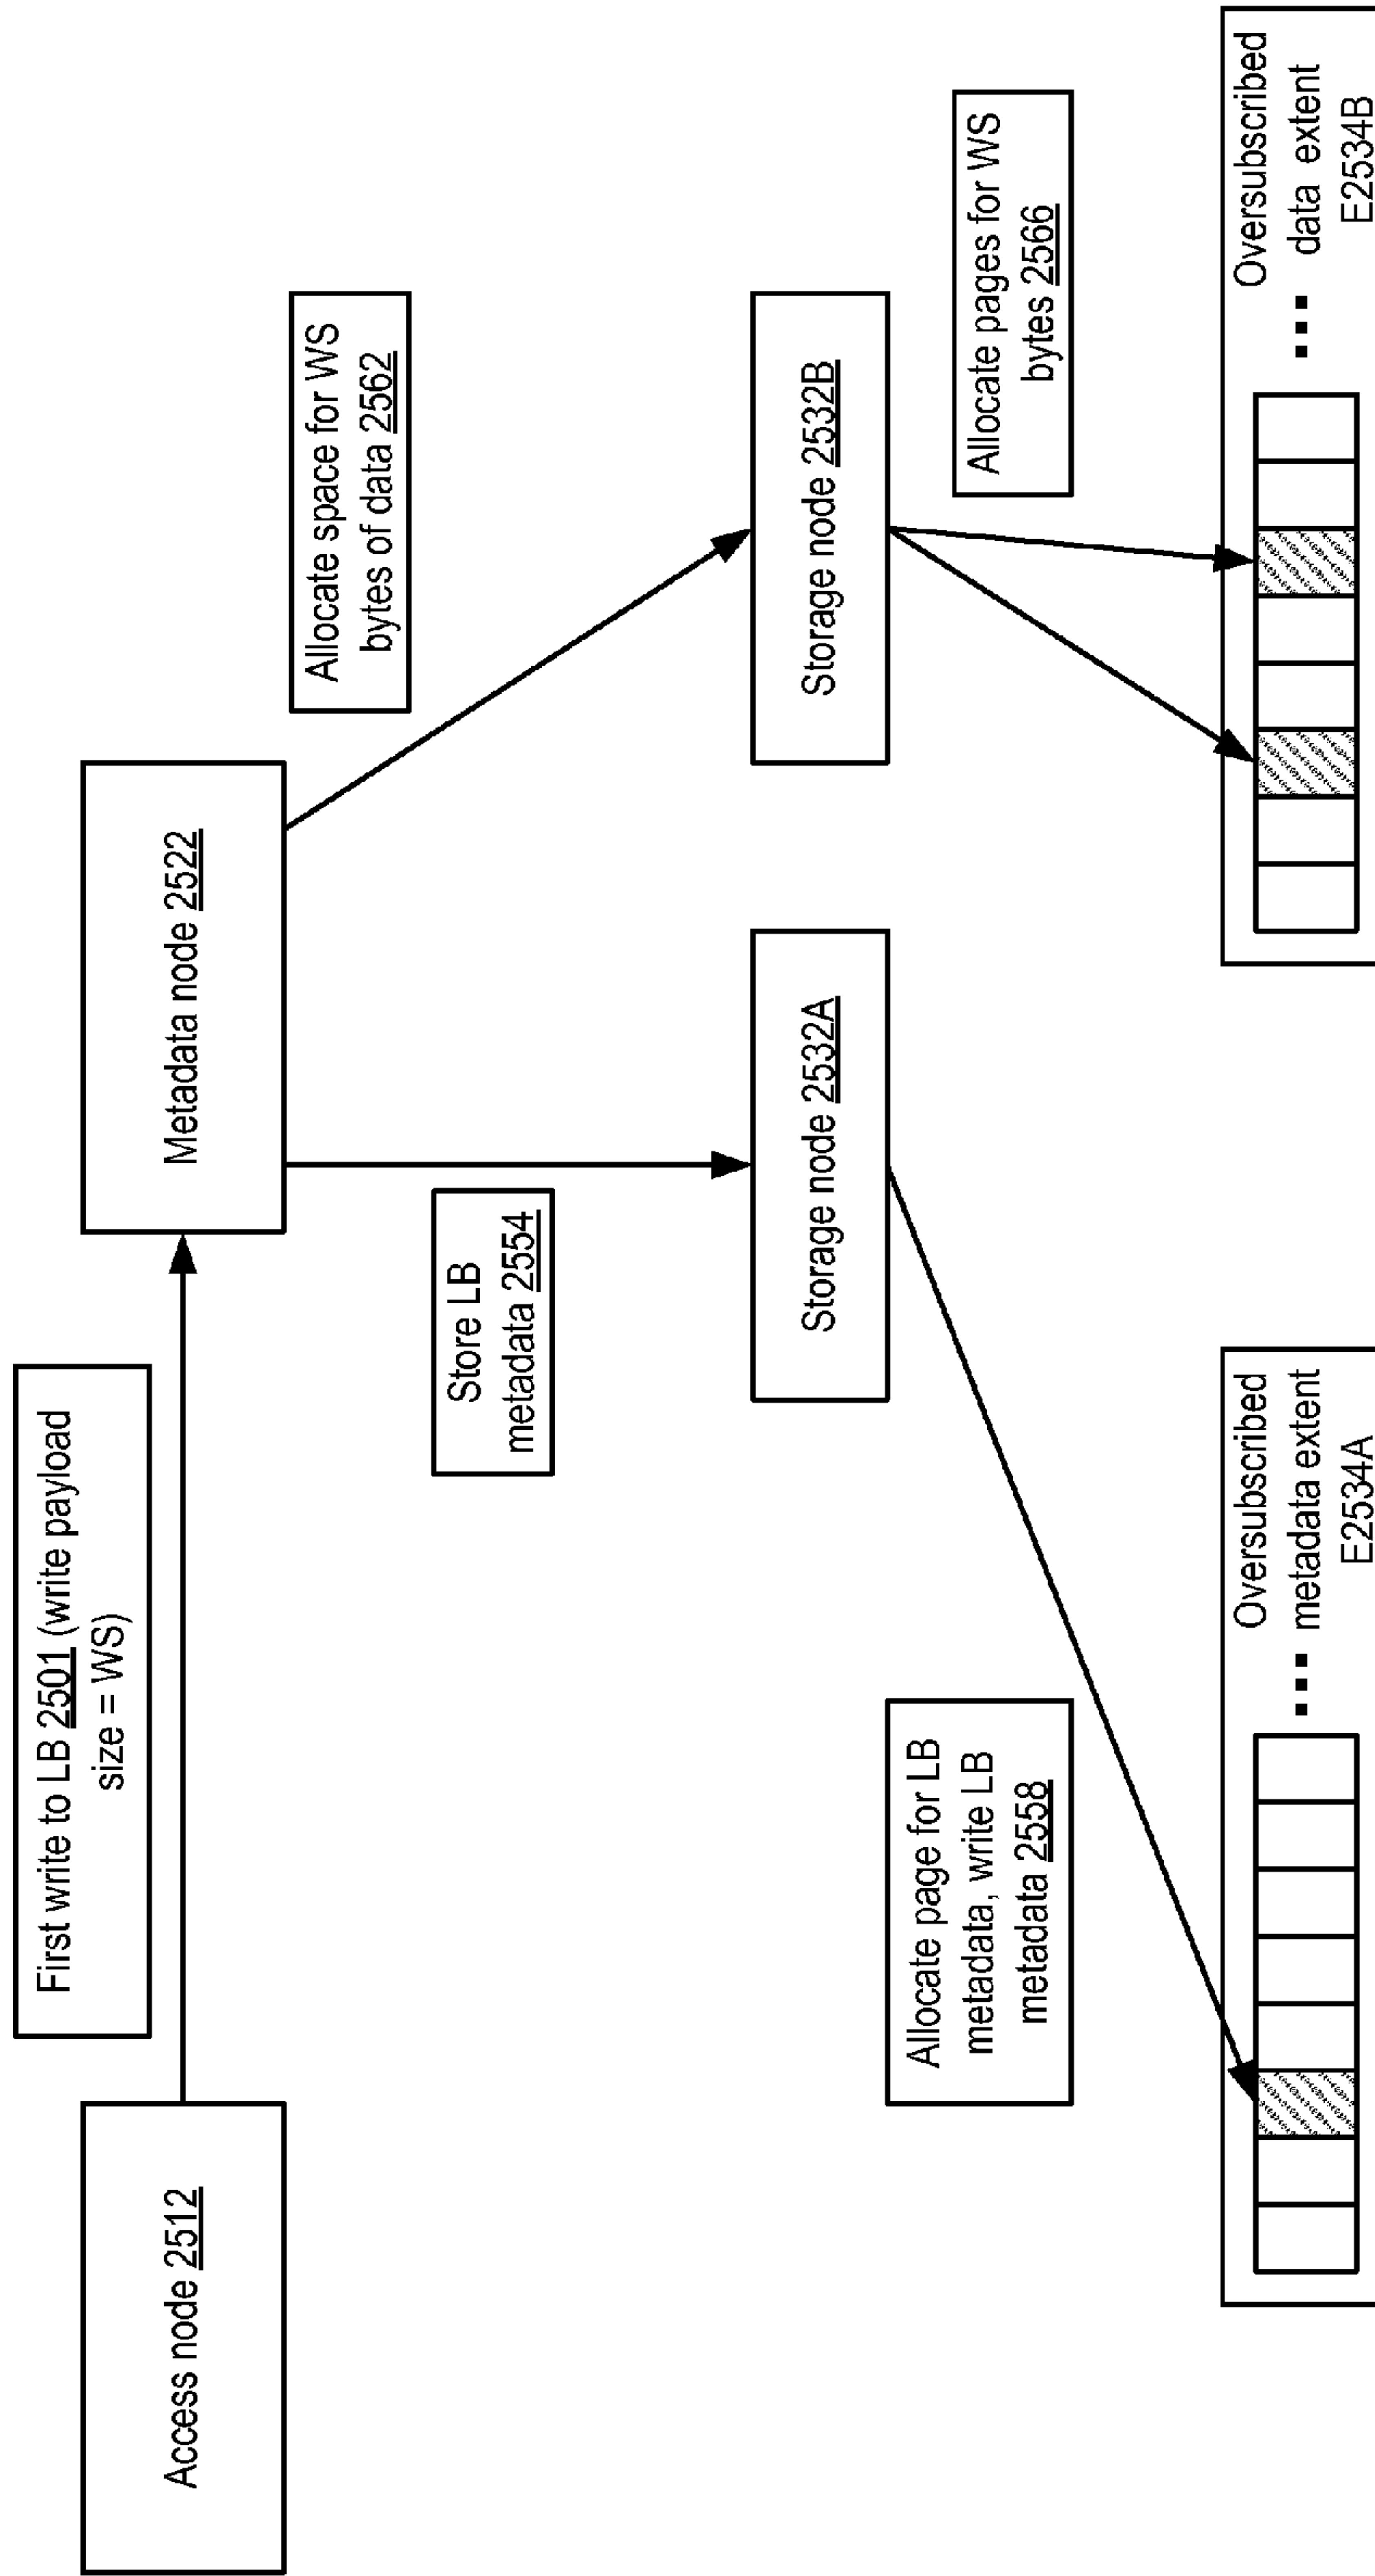 First write to LB 2501 (write payload
size = WS)
Access node 2512
Metadata node 2522
Allocate space for WS
bytes of data 2562
Store LB
metadata 2554
Storage node 2532A
Storage node 2532B
Allocate page for LB
metadata, write LB
metadata 2558
Allocate pages for WS
bytes 2566
Oversubscribed
... metadata extent
E2534A
Oversubscribed
... data extent
E2534B